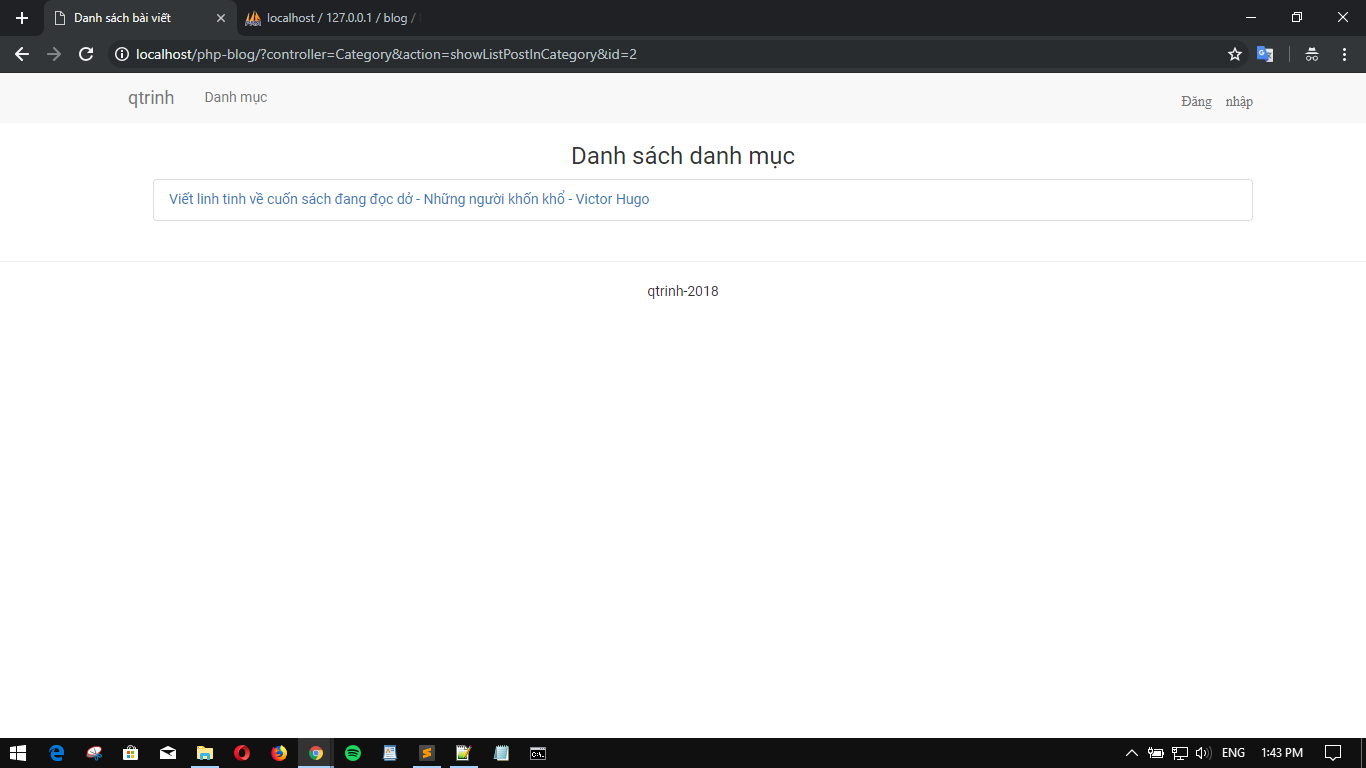 Danh sách bài viết
localhost / 127.0.0.1 / blog /
localhost/php-blog/?controller=Category&action=showListPostInCategory&id=2
qtrinh Danh mục Đăng nhập
Danh sách danh mục
Viết linh tinh về cuốn sách đang đọc dở - Những người khốn khổ - Victor Hugo
qtrinh-2018
ENG 1:43 PM